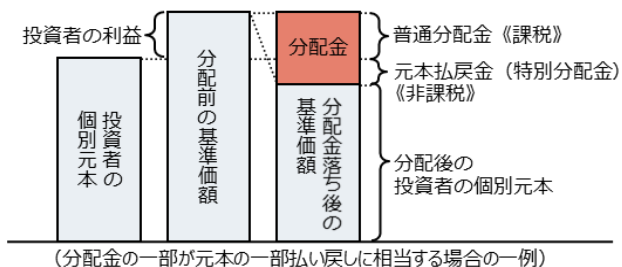 投資者の利益
投資者の
個別元本
分配前の基準価額
分配金
分配金落ち後の
基準価額
普通分配金《課税》
元本払戻金（特別分配金）
《非課税》
分配後の
投資者の個別元本
（分配金の一部が元本の一部払い戻しに相当する場合の一例）